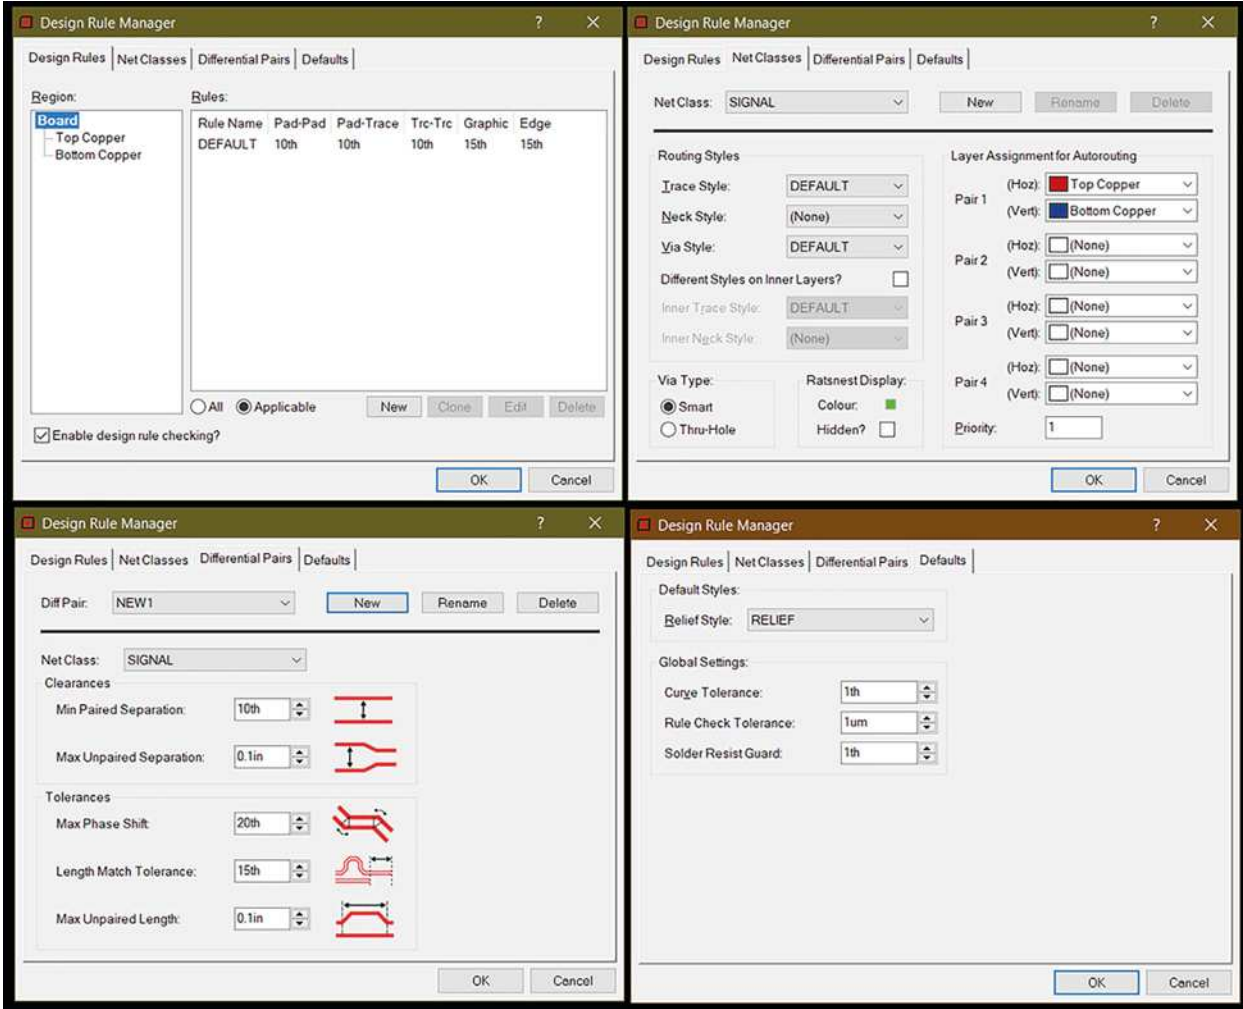 Design Rule Manager ? ×
Design Rules Net Classes Differential Pairs Defaults
Region: Rules:
Board
Top Copper
Bottom Copper
Rule Name Pad-Pad Pad-Trace Trc-Trc Graphic Edge
DEFAULT 10th 10th 10th 15th 15th
All Applicable New Clone Edit Delete
Enable design rule checking?
OK Cancel
Design Rule Manager ? ×
Design Rules Net Classes Differential Pairs Defaults
Net Class: SIGNAL New Rename Delete
Routing Styles
Trace Style: DEFAULT
Neck Style: (None)
Via Style: DEFAULT
Different Styles on Inner Layers?
Inner Trace Style: DEFAULT
Inner Neck Style: (None)
Via Type:
Smart
Thru-Hole
Ratsnest Display:
Colour:
Hidden?
Layer Assignment for Autorouting
Pair 1 (Hoz): Top Copper
(Vert): Bottom Copper
Pair 2 (Hoz): (None)
(Vert): (None)
Pair 3 (Hoz): (None)
(Vert): (None)
Pair 4 (Hoz): (None)
(Vert): (None)
Priority: 1
OK Cancel
Design Rule Manager ? ×
Design Rules Net Classes Differential Pairs Defaults
Diff Pair: NEW1 New Rename Delete
Net Class: SIGNAL
Clearances
Min Paired Separation: 10th
Max Unpaired Separation: 0.1in
Tolerances
Max Phase Shift: 20th
Length Match Tolerance: 15th
Max Unpaired Length: 0.1in
OK Cancel
Design Rule Manager ? ×
Design Rules Net Classes Differential Pairs Defaults
Default Styles:
Relief Style: RELIEF
Global Settings:
Curve Tolerance: 1th
Rule Check Tolerance: 1um
Solder Resist Guard: 1th
OK Cancel